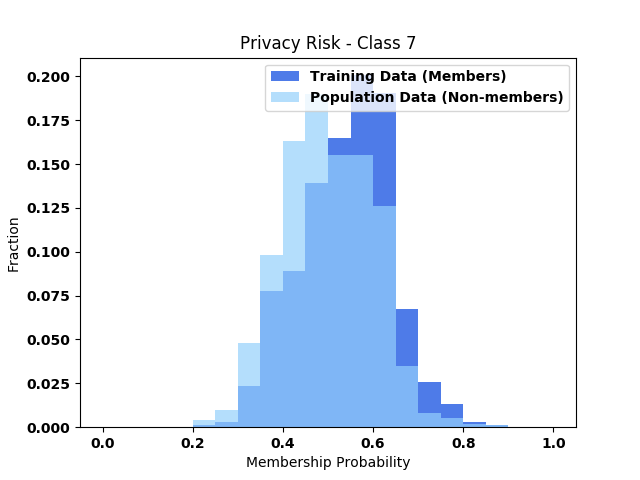 Privacy Risk - Class 7
Training Data (Members)
Population Data (Non-members)
0.200
0.175
0.150
0.125
0.100
0.075
0.050
0.025
0.000
Fraction
0.0 0.2 0.4 0.6 0.8 1.0
Membership Probability